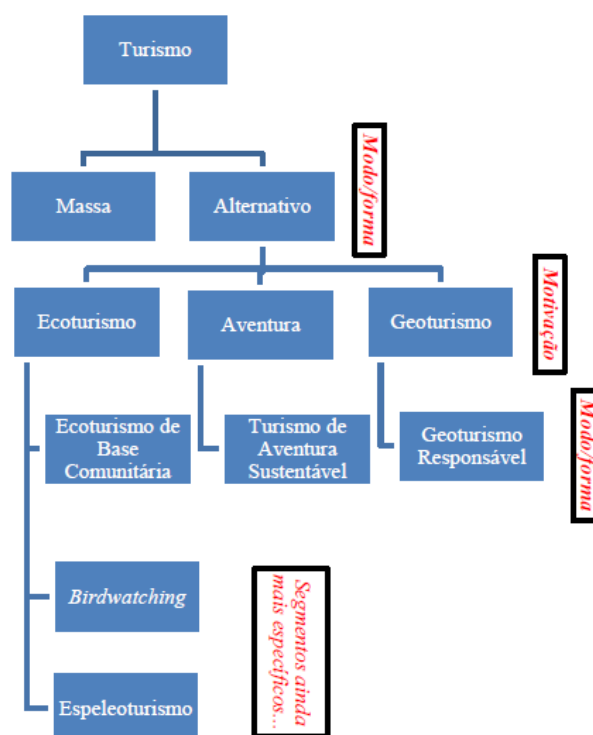 Turismo
Massa
Alternativo
Modo/forma
Ecoturismo
Aventura
Geoturismo
Motivação
Ecoturismo de
Base
Comunitária
Turismo de
Aventura
Sustentável
Geoturismo
Responsável
Modo/forma
Birdwatching
Segmentos ainda
mais específicos...
Espeleoturismo